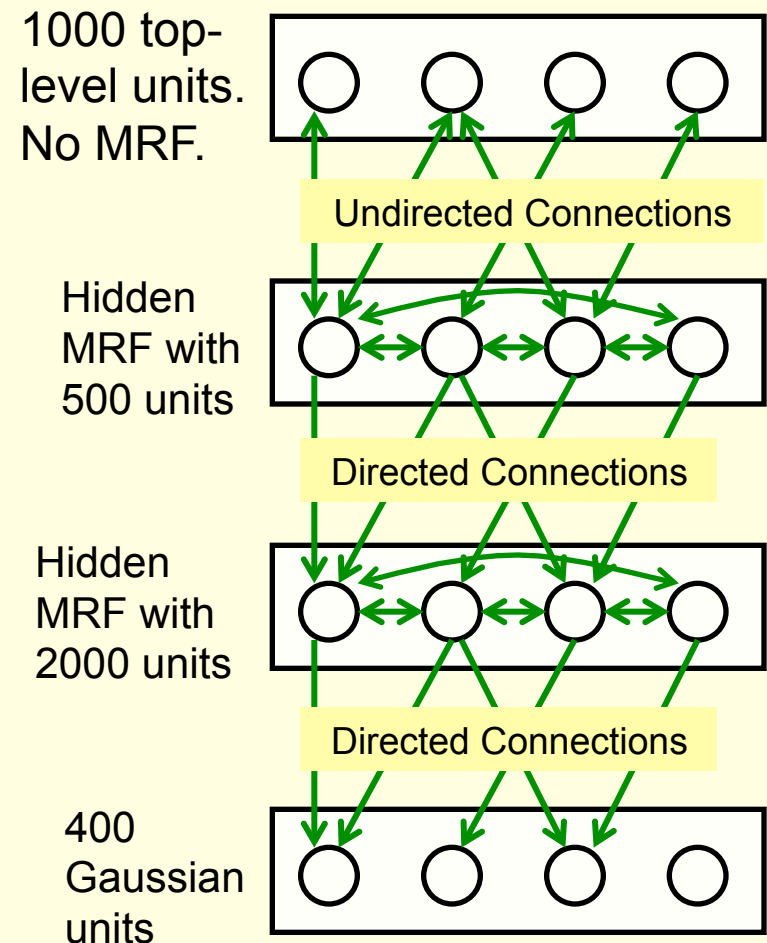 1000 top-
level units.
No MRF.
Undirected Connections
Hidden
MRF with
500 units
Directed Connections
Hidden
MRF with
2000 units
Directed Connections
400
Gaussian
units